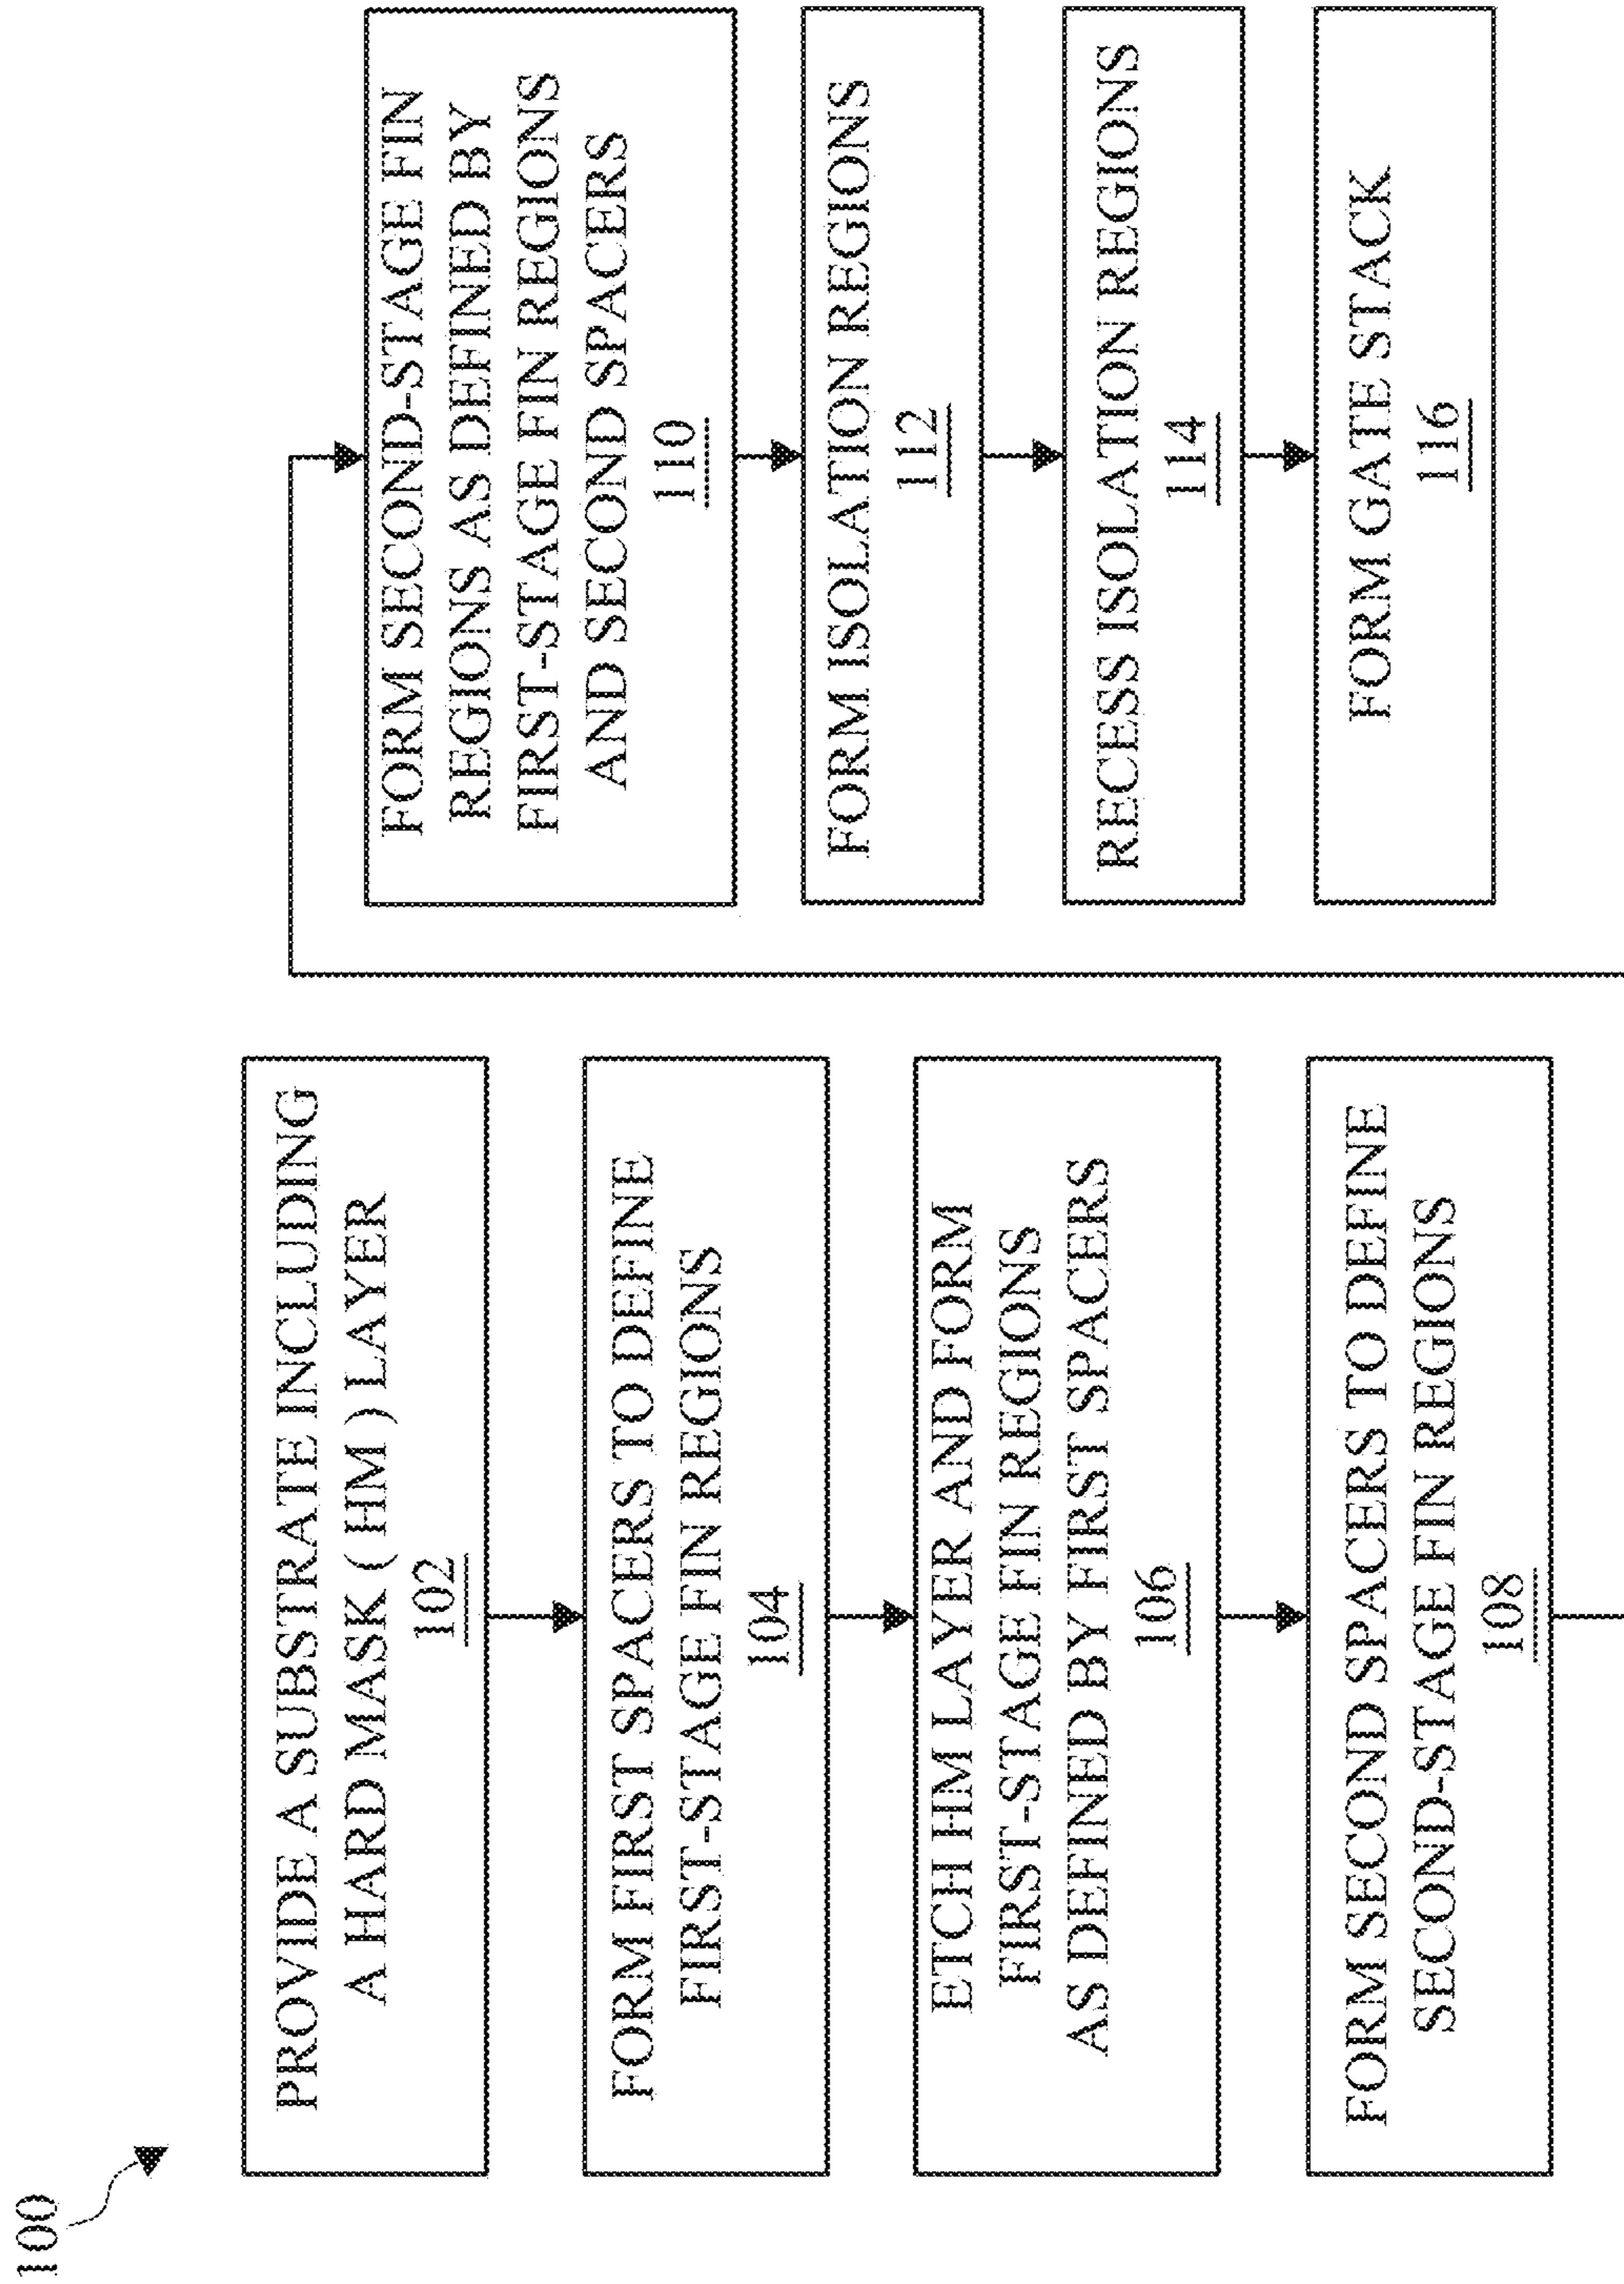 100
PROVIDE A SUBSTRATE INCLUDING
A HARD MASK ( HM ) LAYER
102
FORM FIRST SPACERS TO DEFINE
FIRST-STAGE FIN REGIONS
104
ETCH HM LAYER AND FORM
FIRST-STAGE FIN REGIONS
AS DEFINED BY FIRST SPACERS
106
FORM SECOND SPACERS TO DEFINE
SECOND-STAGE FIN REGIONS
108
FORM SECOND-STAGE FIN
REGIONS AS DEFINED BY
FIRST-STAGE FIN REGIONS
AND SECOND SPACERS
110
FORM ISOLATION REGIONS
112
RECESS ISOLATION REGIONS
114
FORM GATE STACK
116